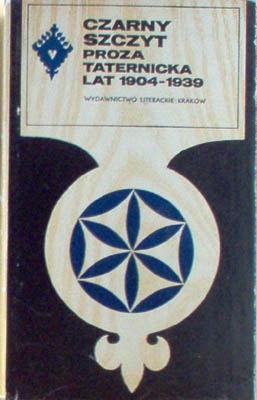 CZARNY
SZCZYT
PROZA
TATERNICKA
LAT 1904-1939
WYDAWNICTWO LITERACKIE·KRAKÓW